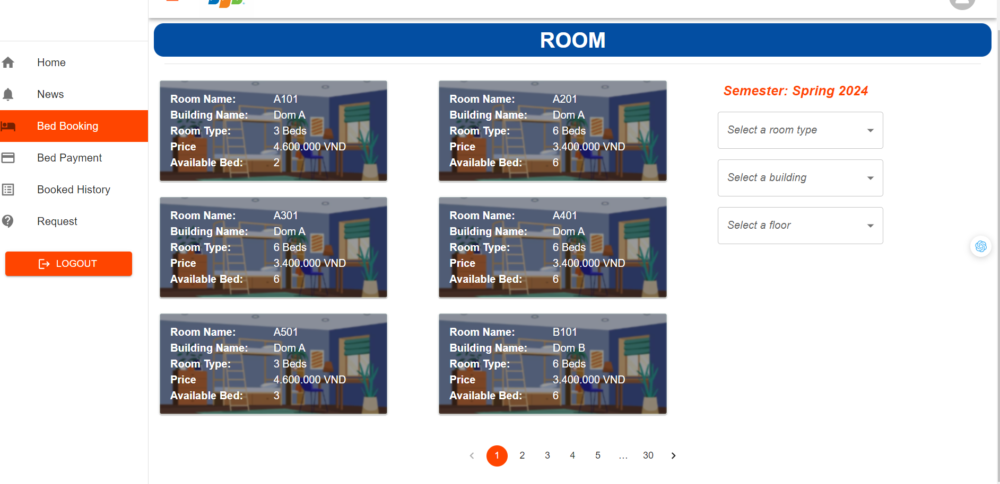 ROOM
Home
News
Bed Booking
Bed Payment
Booked History
Request
LOGOUT
Room Name: A101
Building Name: Dom A
Room Type: 3 Beds
Price 4.600.000 VND
Available Bed: 2
Room Name: A201
Building Name: Dom A
Room Type: 6 Beds
Price 3.400.000 VND
Available Bed: 6
Room Name: A301
Building Name: Dom A
Room Type: 6 Beds
Price 3.400.000 VND
Available Bed: 6
Room Name: A401
Building Name: Dom A
Room Type: 6 Beds
Price 3.400.000 VND
Available Bed: 6
Room Name: A501
Building Name: Dom A
Room Type: 3 Beds
Price 4.600.000 VND
Available Bed: 3
Room Name: B101
Building Name: Dom B
Room Type: 6 Beds
Price 3.400.000 VND
Available Bed: 6
Semester: Spring 2024
Select a room type
Select a building
Select a floor
1 2 3 4 5 ... 30